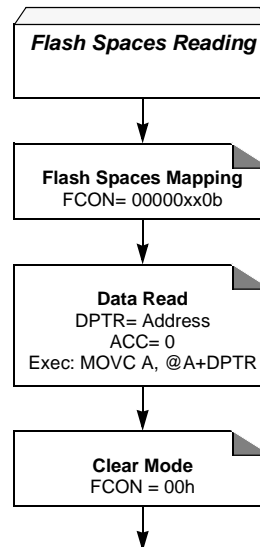 Flash Spaces Reading
Flash Spaces Mapping
FCON= 00000xx0b
Data Read
DPTR= Address
ACC= 0
Exec: MOVC A, @A+DPTR
Clear Mode
FCON = 00h